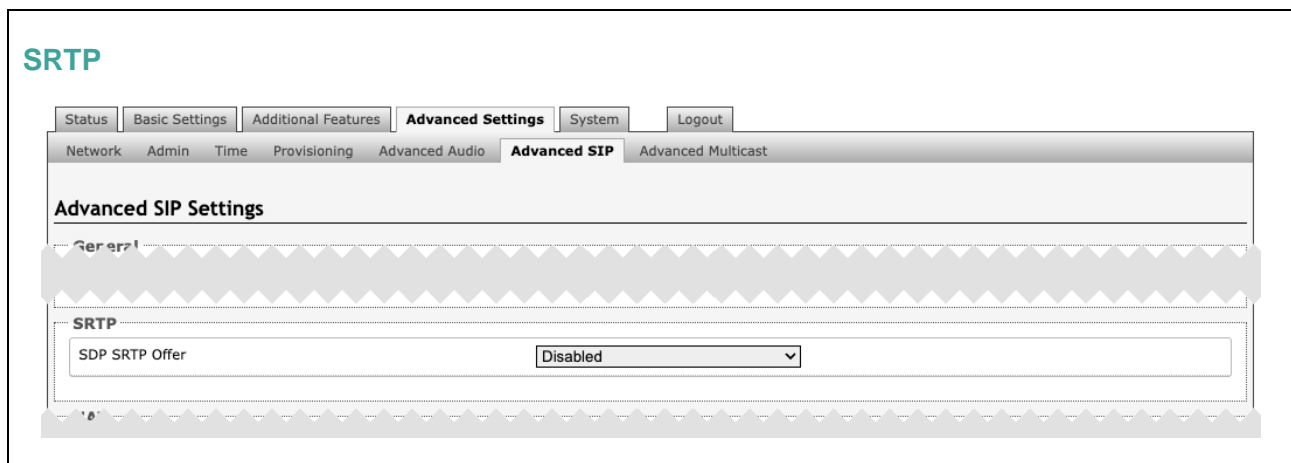 SRTP
Status Basic Settings Additional Features Advanced Settings System Logout
Network Admin Time Provisioning Advanced Audio Advanced SIP Advanced Multicast
Advanced SIP Settings
General
SRTP
SDP SRTP Offer Disabled